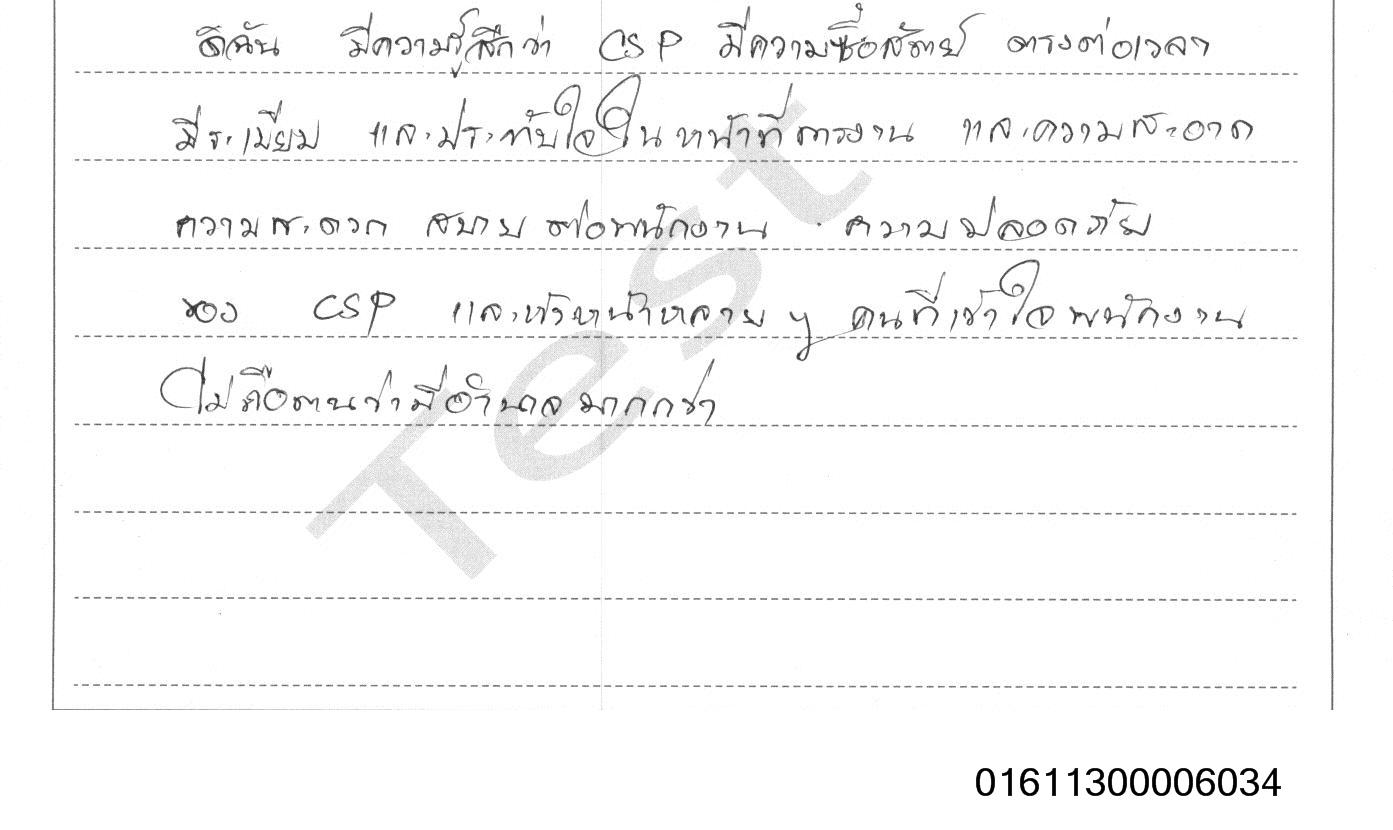 ดิฉัน มีความรู้สึกว่า CSP มีความซื่อสัตย์ ตรงต่อเวลา
มีระเบียบ และประทับใจในหน้าที่การงาน และความสะอาด
ความสะดวก สบาย ต่อพนักงาน . ความปลอดภัย
ของ CSP และหัวหน้าหลาย ๆ คนที่เข้าใจพนักงาน
ไม่ถือตนว่ามีอำนาจมากกว่า
Test
01611300006034